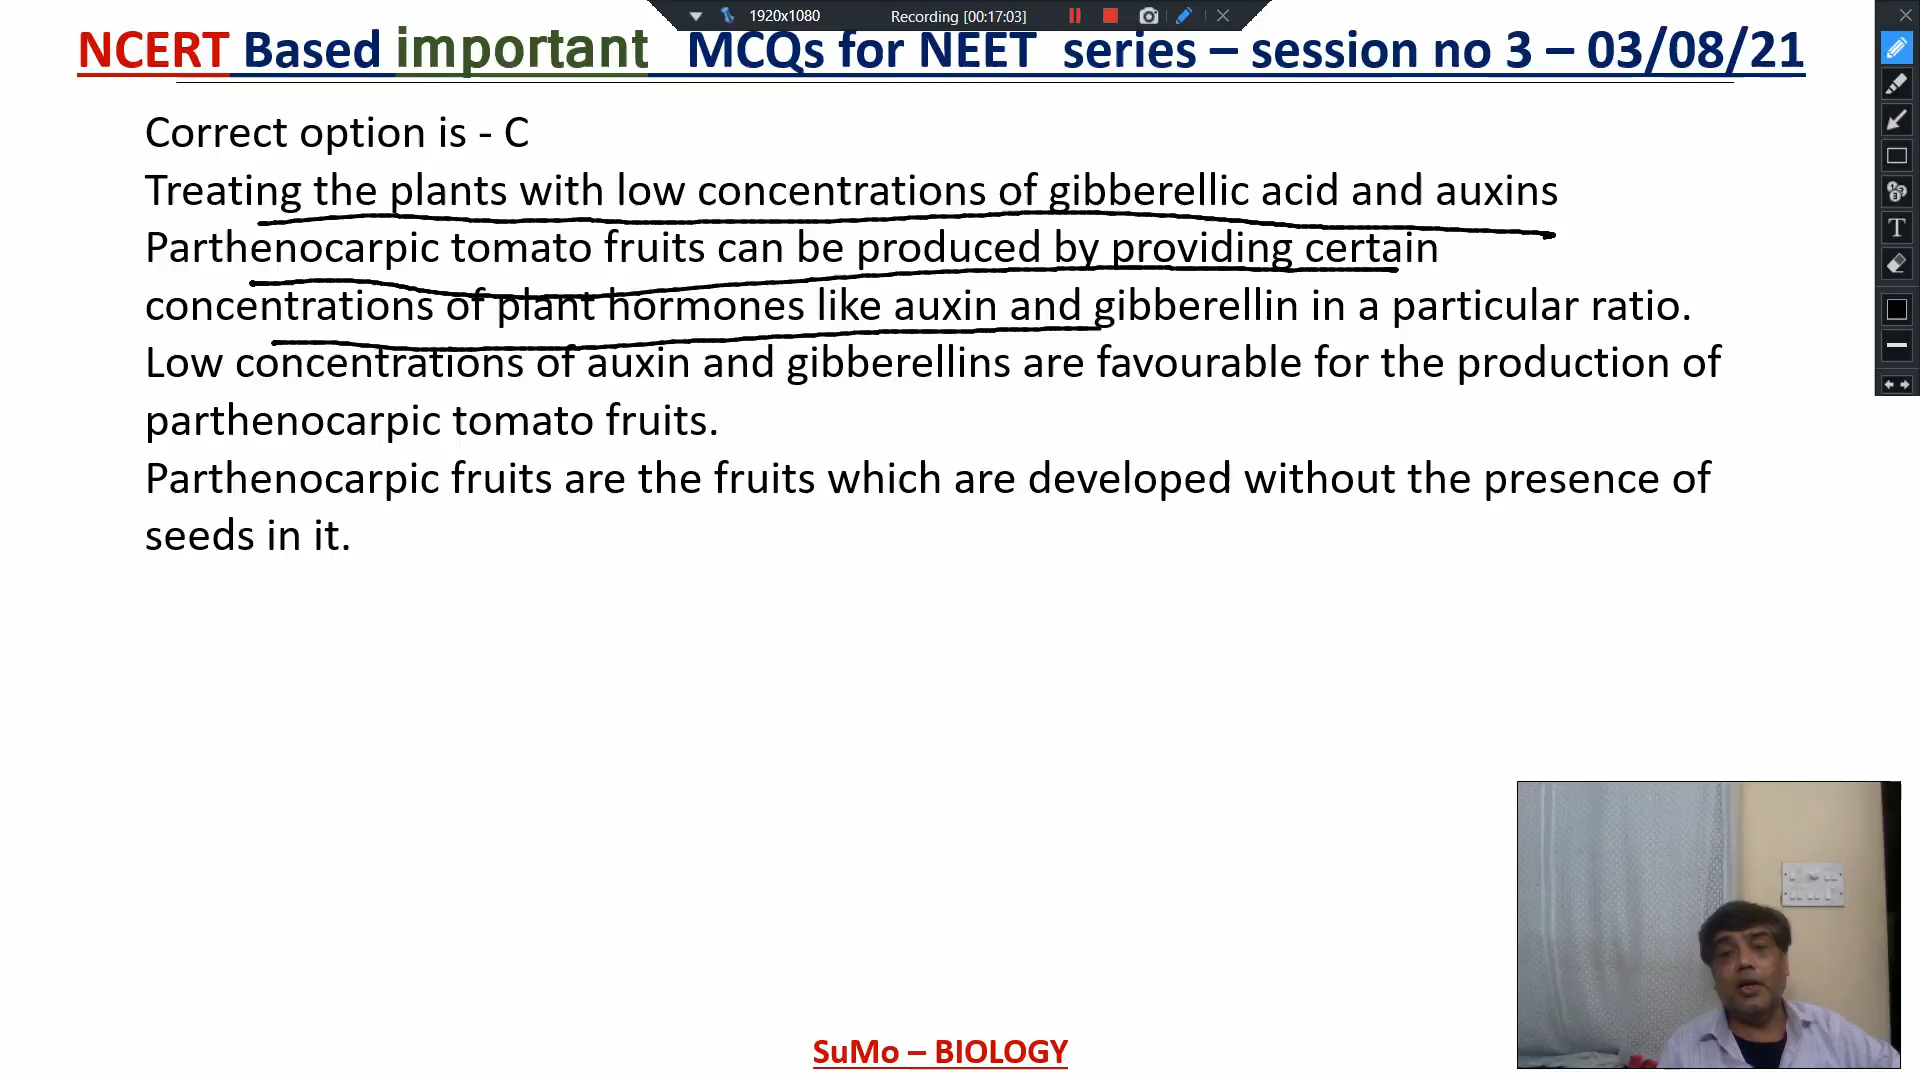 1920x1080 Recording [00:17:03]
NCERT Based important MCQs for NEET series – session no 3 – 03/08/21
Correct option is - C
Treating the plants with low concentrations of gibberellic acid and auxins
Parthenocarpic tomato fruits can be produced by providing certain
concentrations of plant hormones like auxin and gibberellin in a particular ratio.
Low concentrations of auxin and gibberellins are favourable for the production of
parthenocarpic tomato fruits.
Parthenocarpic fruits are the fruits which are developed without the presence of
seeds in it.
SuMo – BIOLOGY